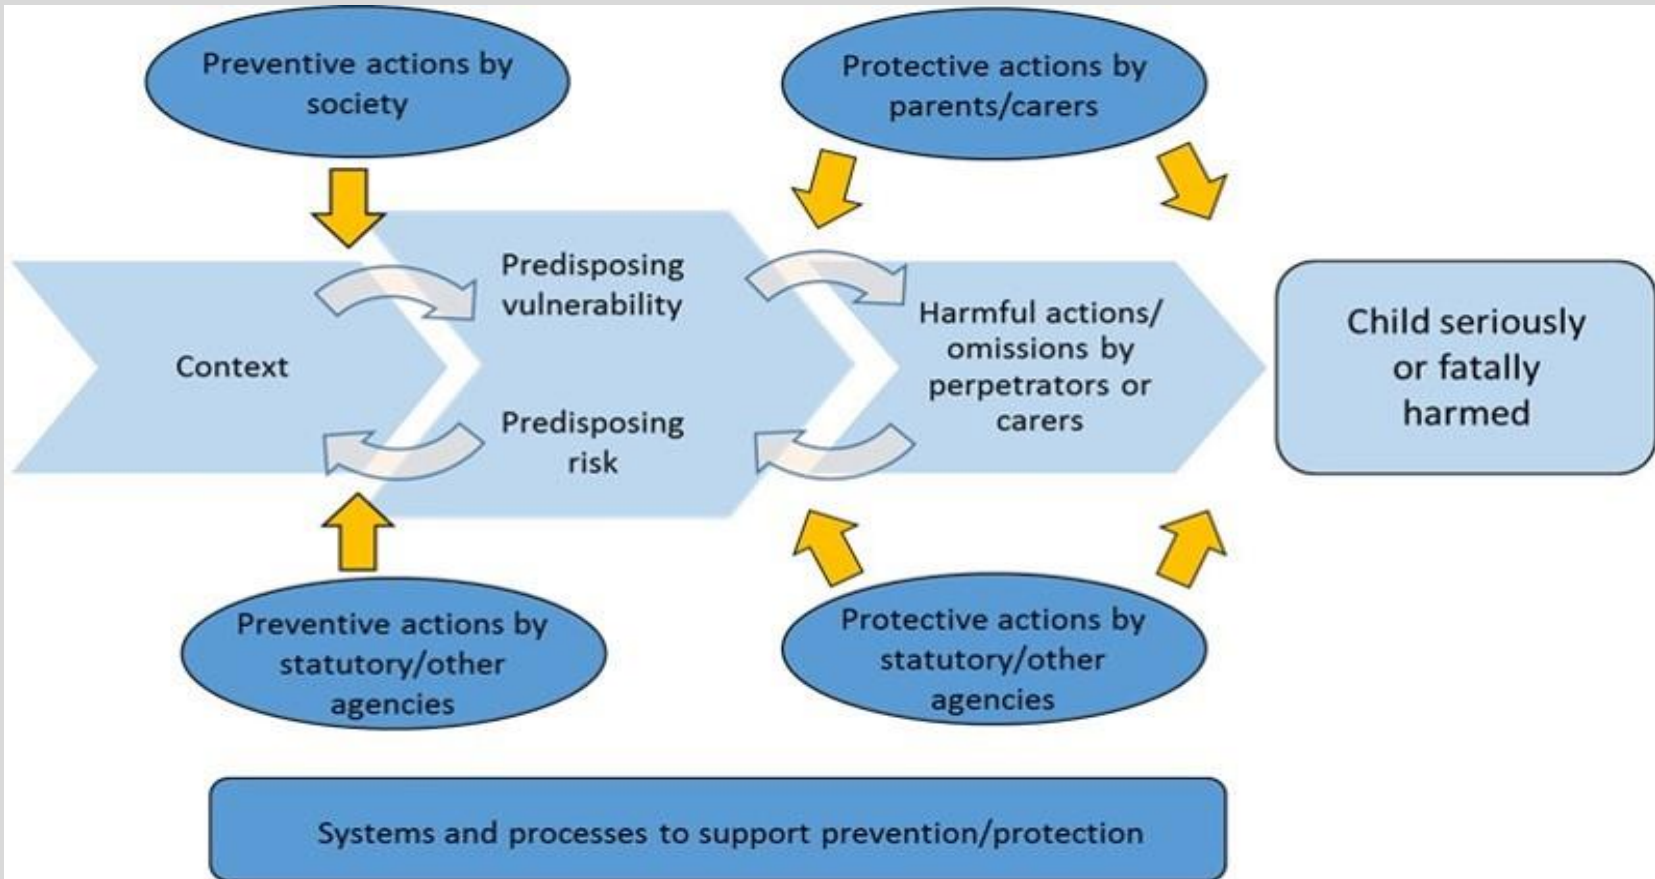 Preventive actions by
society
Protective actions by
parents/carers
Context
Predisposing
vulnerability
Predisposing
risk
Harmful actions/
omissions by
perpetrators or
carers
Child seriously
or fatally
harmed
Preventive actions by
statutory/other
agencies
Protective actions by
statutory/other
agencies
Systems and processes to support prevention/protection